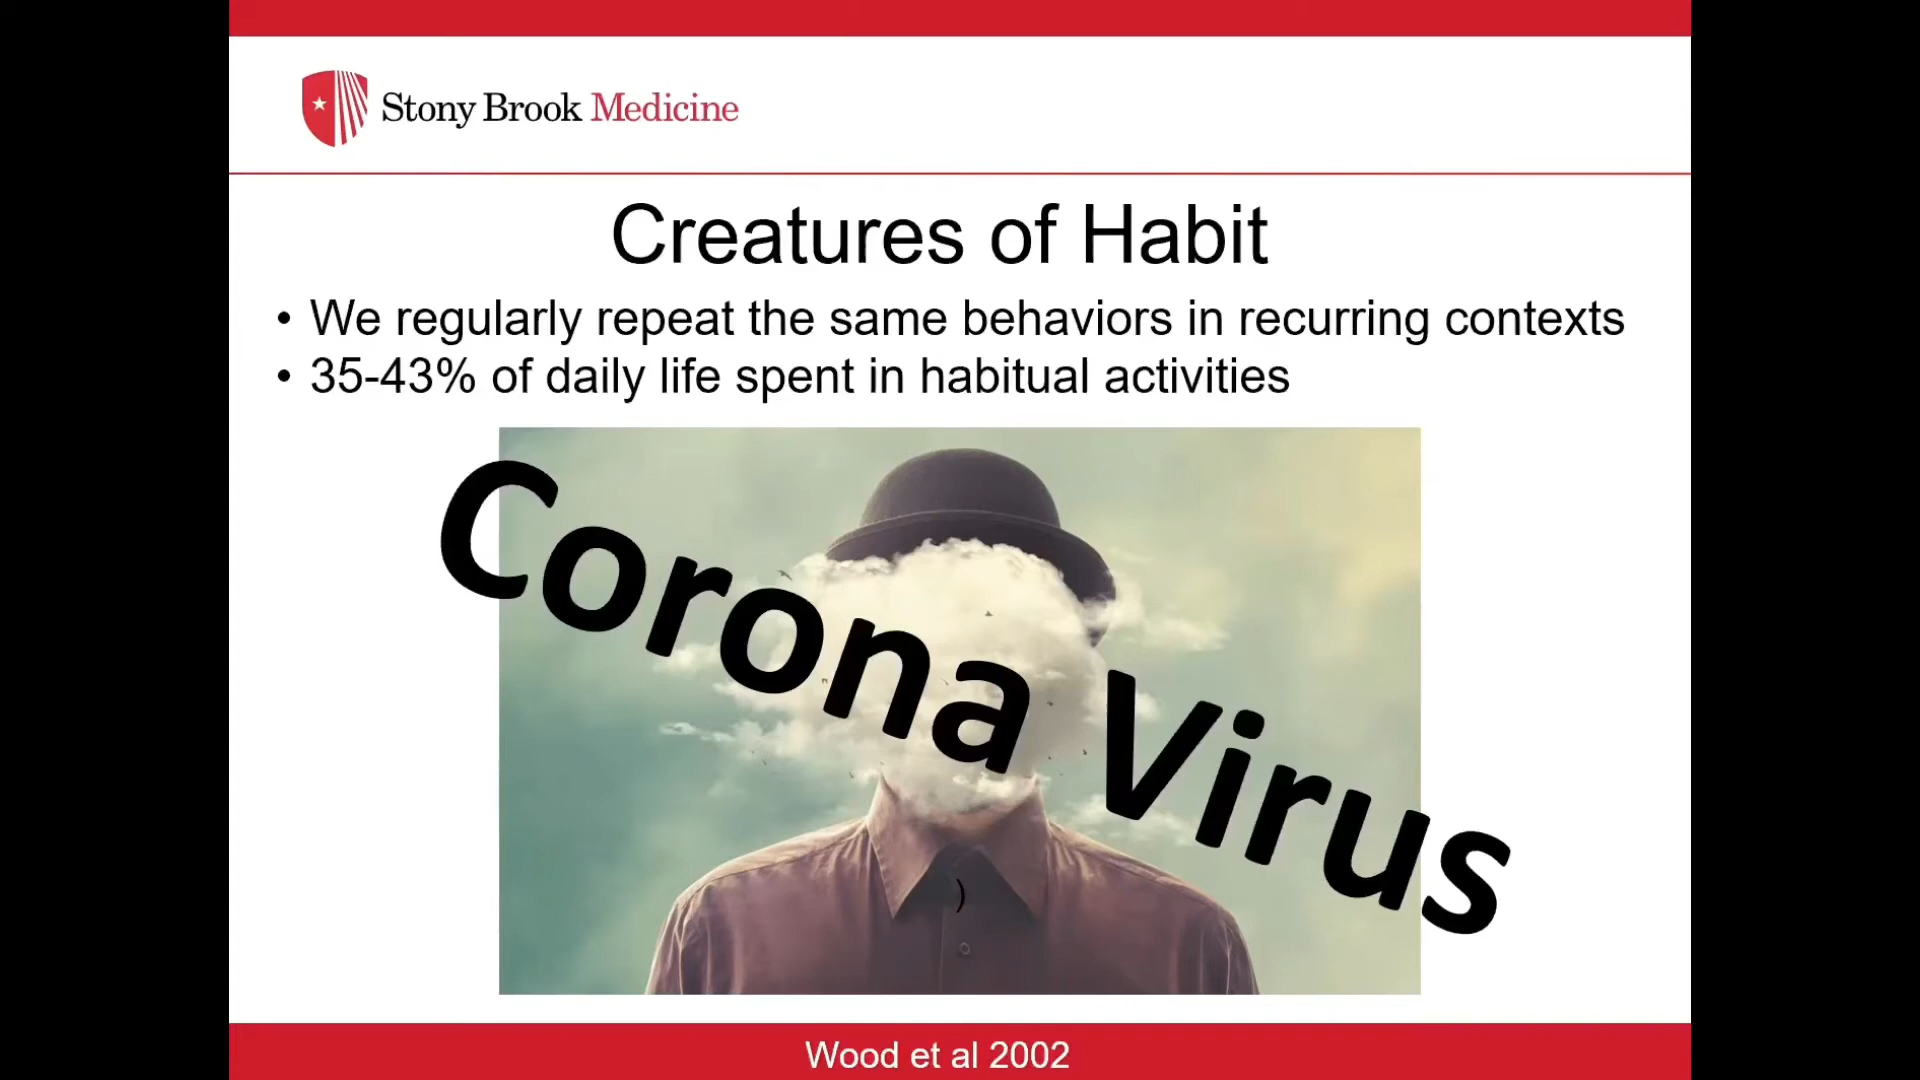 Stony Brook Medicine
Creatures of Habit
• We regularly repeat the same behaviors in recurring contexts
• 35-43% of daily life spent in habitual activities
Corona Virus
)
Wood et al 2002